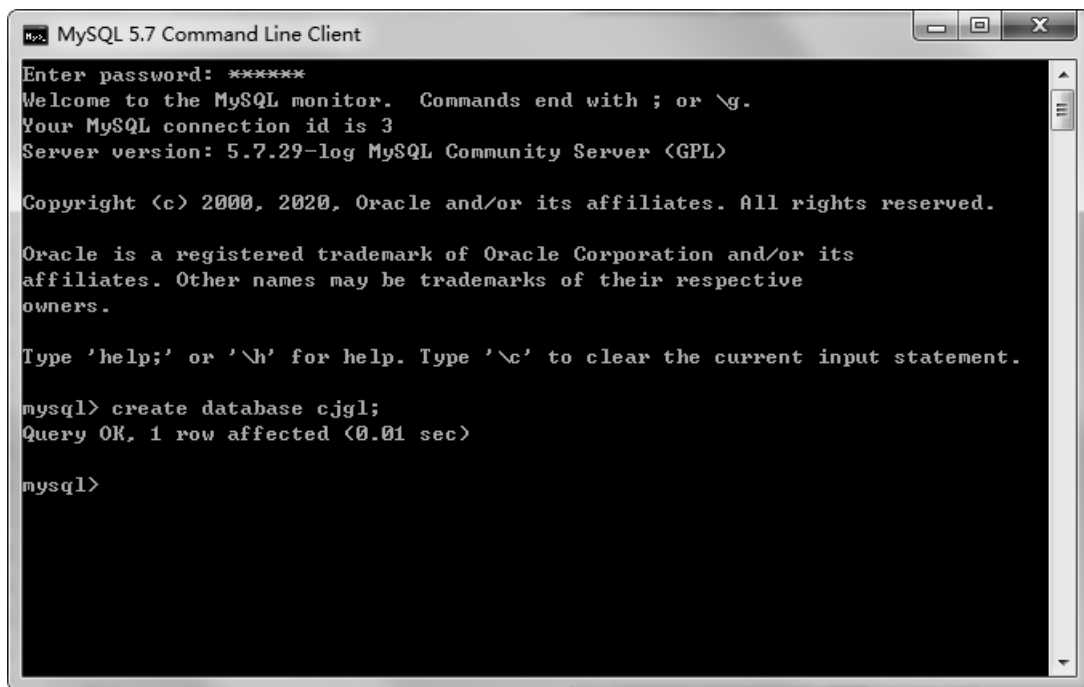 MySQL 5.7 Command Line Client
Enter password: ******
Welcome to the MySQL monitor.  Commands end with ; or \g.
Your MySQL connection id is 3
Server version: 5.7.29-log MySQL Community Server (GPL)
Copyright (c) 2000, 2020, Oracle and/or its affiliates. All rights reserved.
Oracle is a registered trademark of Oracle Corporation and/or its
affiliates. Other names may be trademarks of their respective
owners.
Type 'help;' or '\h' for help. Type '\c' to clear the current input statement.
mysql> create database cjgl;
Query OK, 1 row affected (0.01 sec)
mysql>